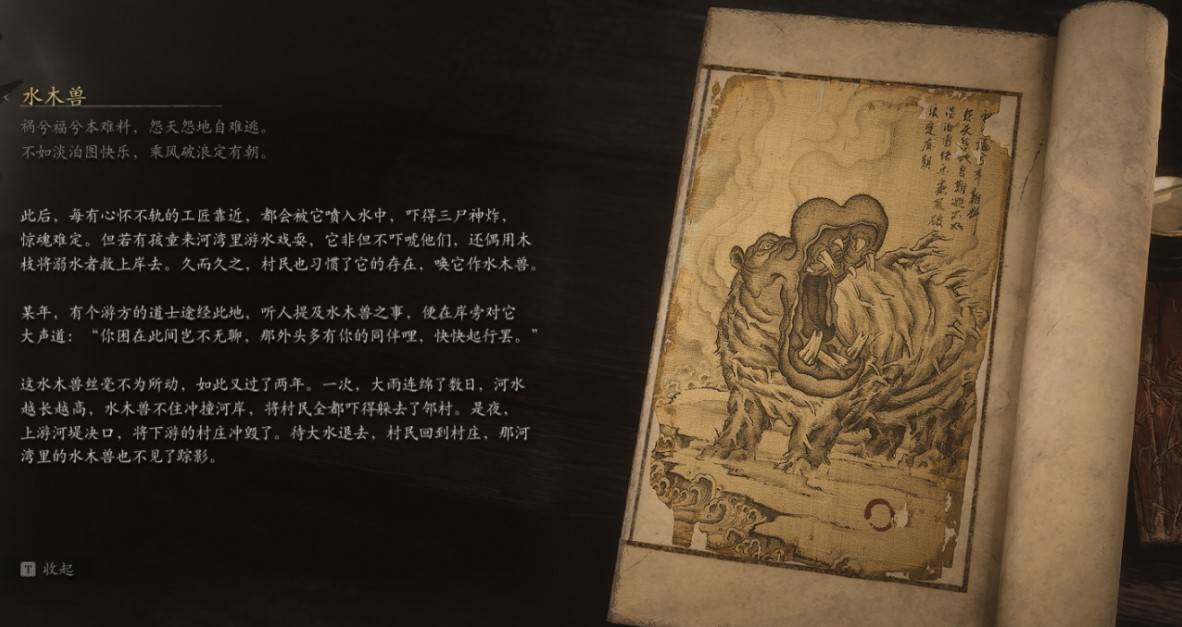 水木兽
祸兮福兮本难料，怨天怨地自难逃。
不如淡泊图快乐，乘风破浪定有朝。
此后，每有心怀不轨的工匠靠近，都会被它喷入水中，吓得三尸神炸，
惊魂难定。但若有孩童来河湾里游水戏耍，它非但不吓唬他们，还偶用木
枝将溺水者救上岸去。久而久之，村民也习惯了它的存在，唤它作水木兽。
某年，有个游方的道士途经此地，听人提及水木兽之事，便在岸旁对它
大声道：“你困在此间岂不无聊，那外头多有你的同伴哩，快快起行罢。”
这水木兽丝毫不为所动，如此又过了两年。一次，大雨连绵了数日，河水
越长越高，水木兽不住冲撞河岸，将村民全都吓得躲去了邻村。是夜，
上游河堤决口，将下游的村庄冲毁了。待大水退去，村民回到村庄，那河
湾里的水木兽也不见了踪影。
T 收起